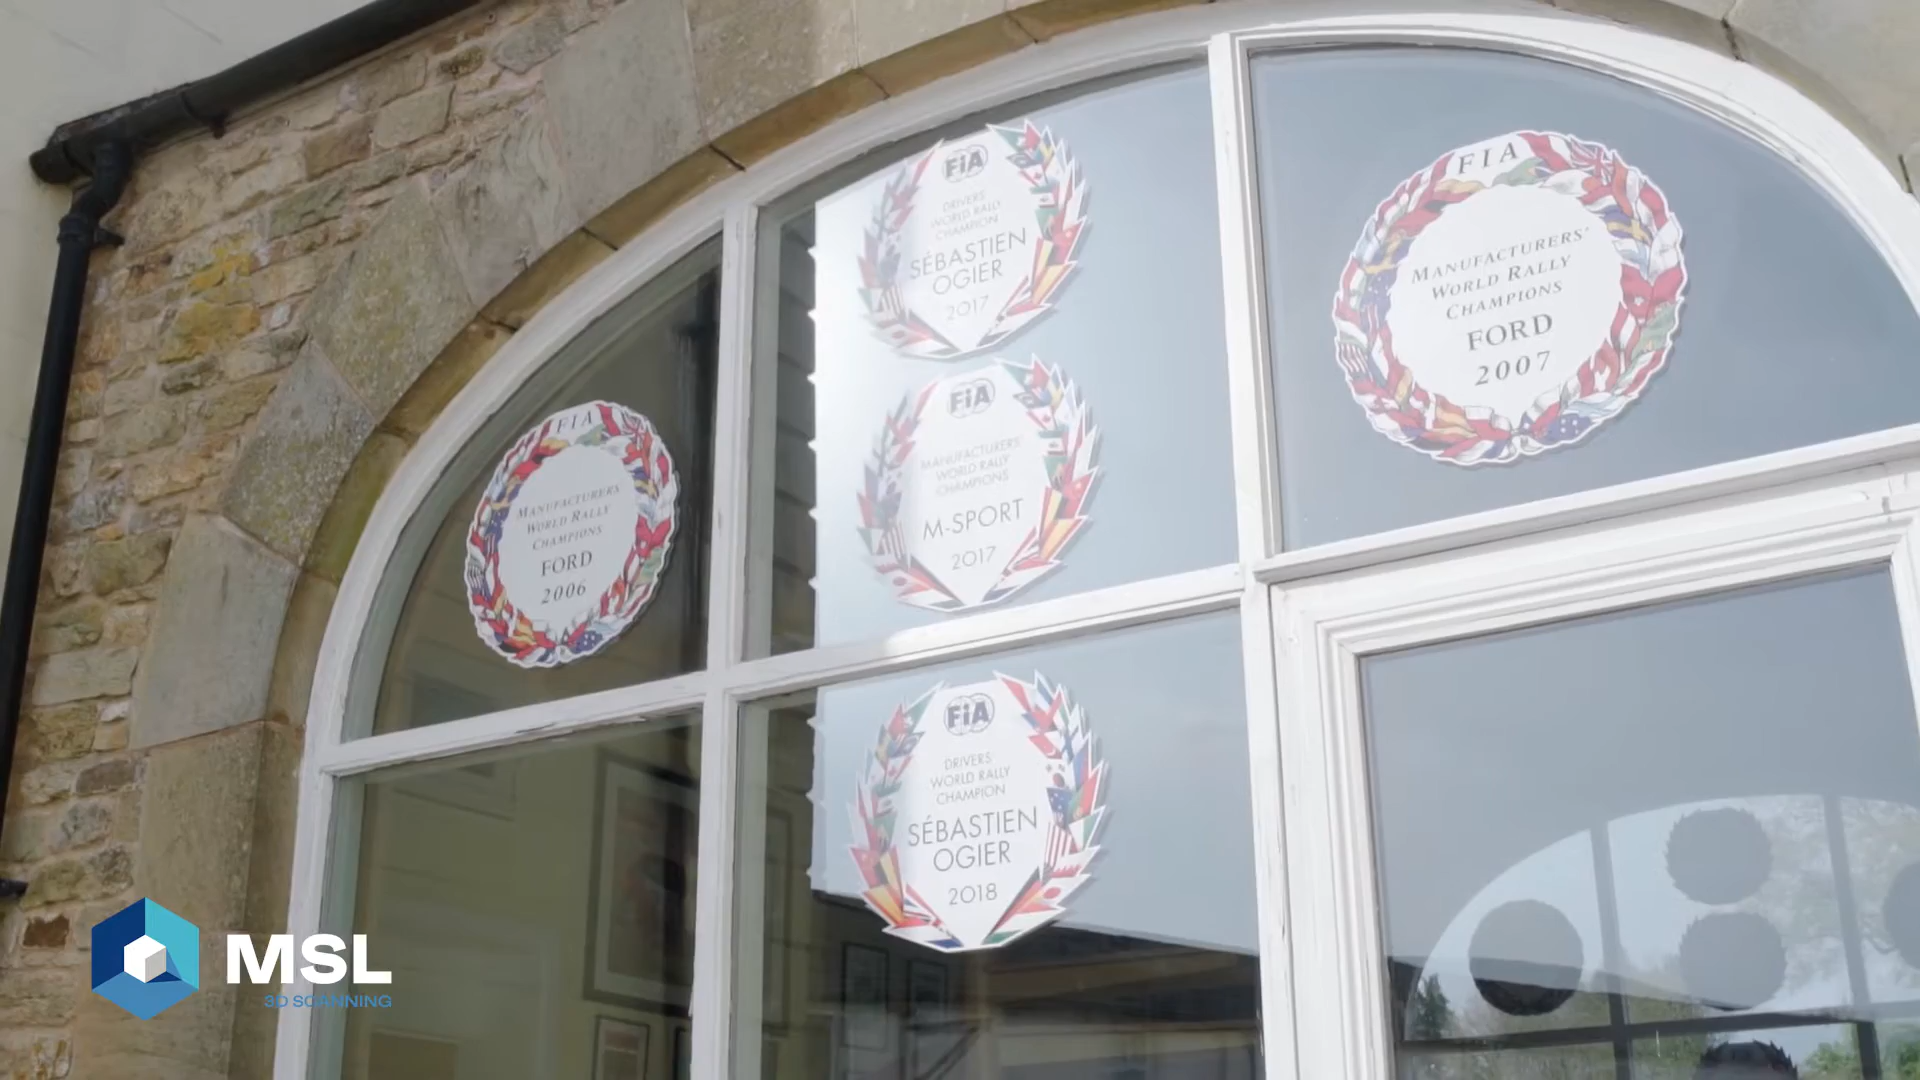 FIA
MANUFACTURERS'
WORLD RALLY
CHAMPIONS
FORD
2006
FIA
DRIVERS'
WORLD RALLY
CHAMPION
SÉBASTIEN
OGIER
2017
FIA
MANUFACTURERS'
WORLD RALLY
CHAMPIONS
M-SPORT
2017
FIA
DRIVERS'
WORLD RALLY
CHAMPION
SÉBASTIEN
OGIER
2018
FIA
MANUFACTURERS'
WORLD RALLY
CHAMPIONS
FORD
2007
MSL
3D SCANNING